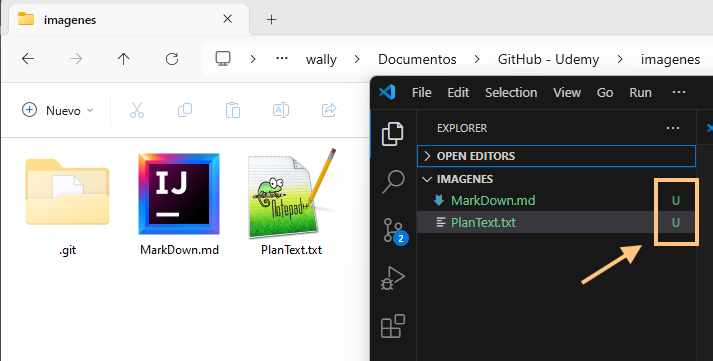 imagenes
wally
Documentos
GitHub - Udemy
imagenes
Nuevo
File Edit Selection View Go Run
EXPLORER
OPEN EDITORS
IMAGENES
MarkDown.md U
PlanText.txt U
2
IJ
Notepad++
.git
MarkDown.md
PlanText.txt